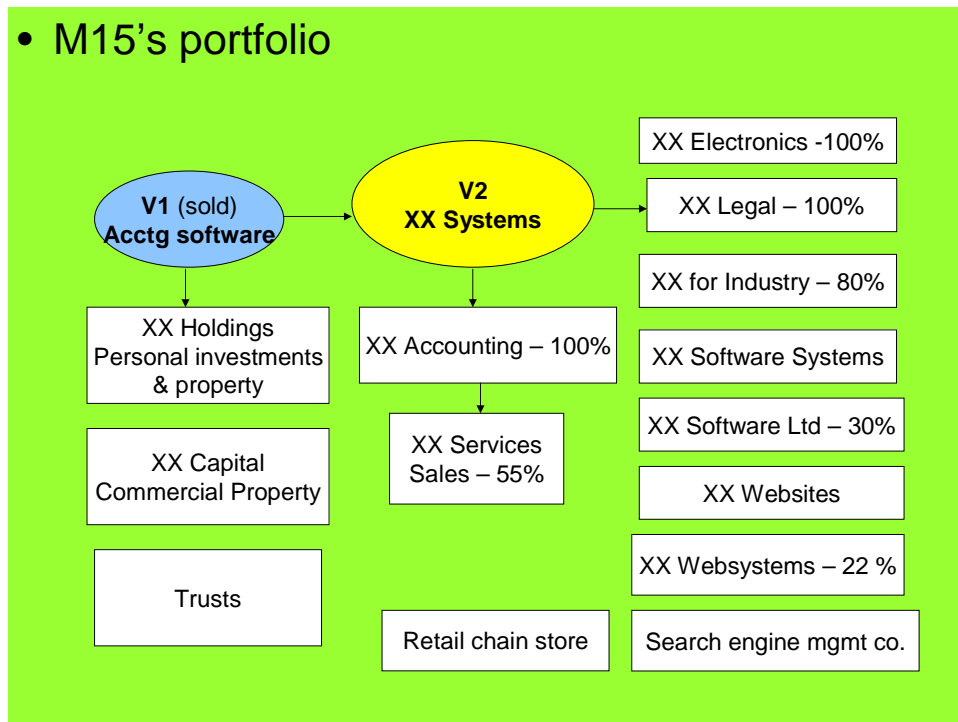 • M15’s portfolio
V1 (sold)
Acctg software
XX Holdings
Personal investments
& property
XX Capital
Commercial Property
Trusts
V2
XX Systems
XX Accounting – 100%
XX Services
Sales – 55%
Retail chain store
XX Electronics -100%
XX Legal – 100%
XX for Industry – 80%
XX Software Systems
XX Software Ltd – 30%
XX Websites
XX Websystems – 22 %
Search engine mgmt co.